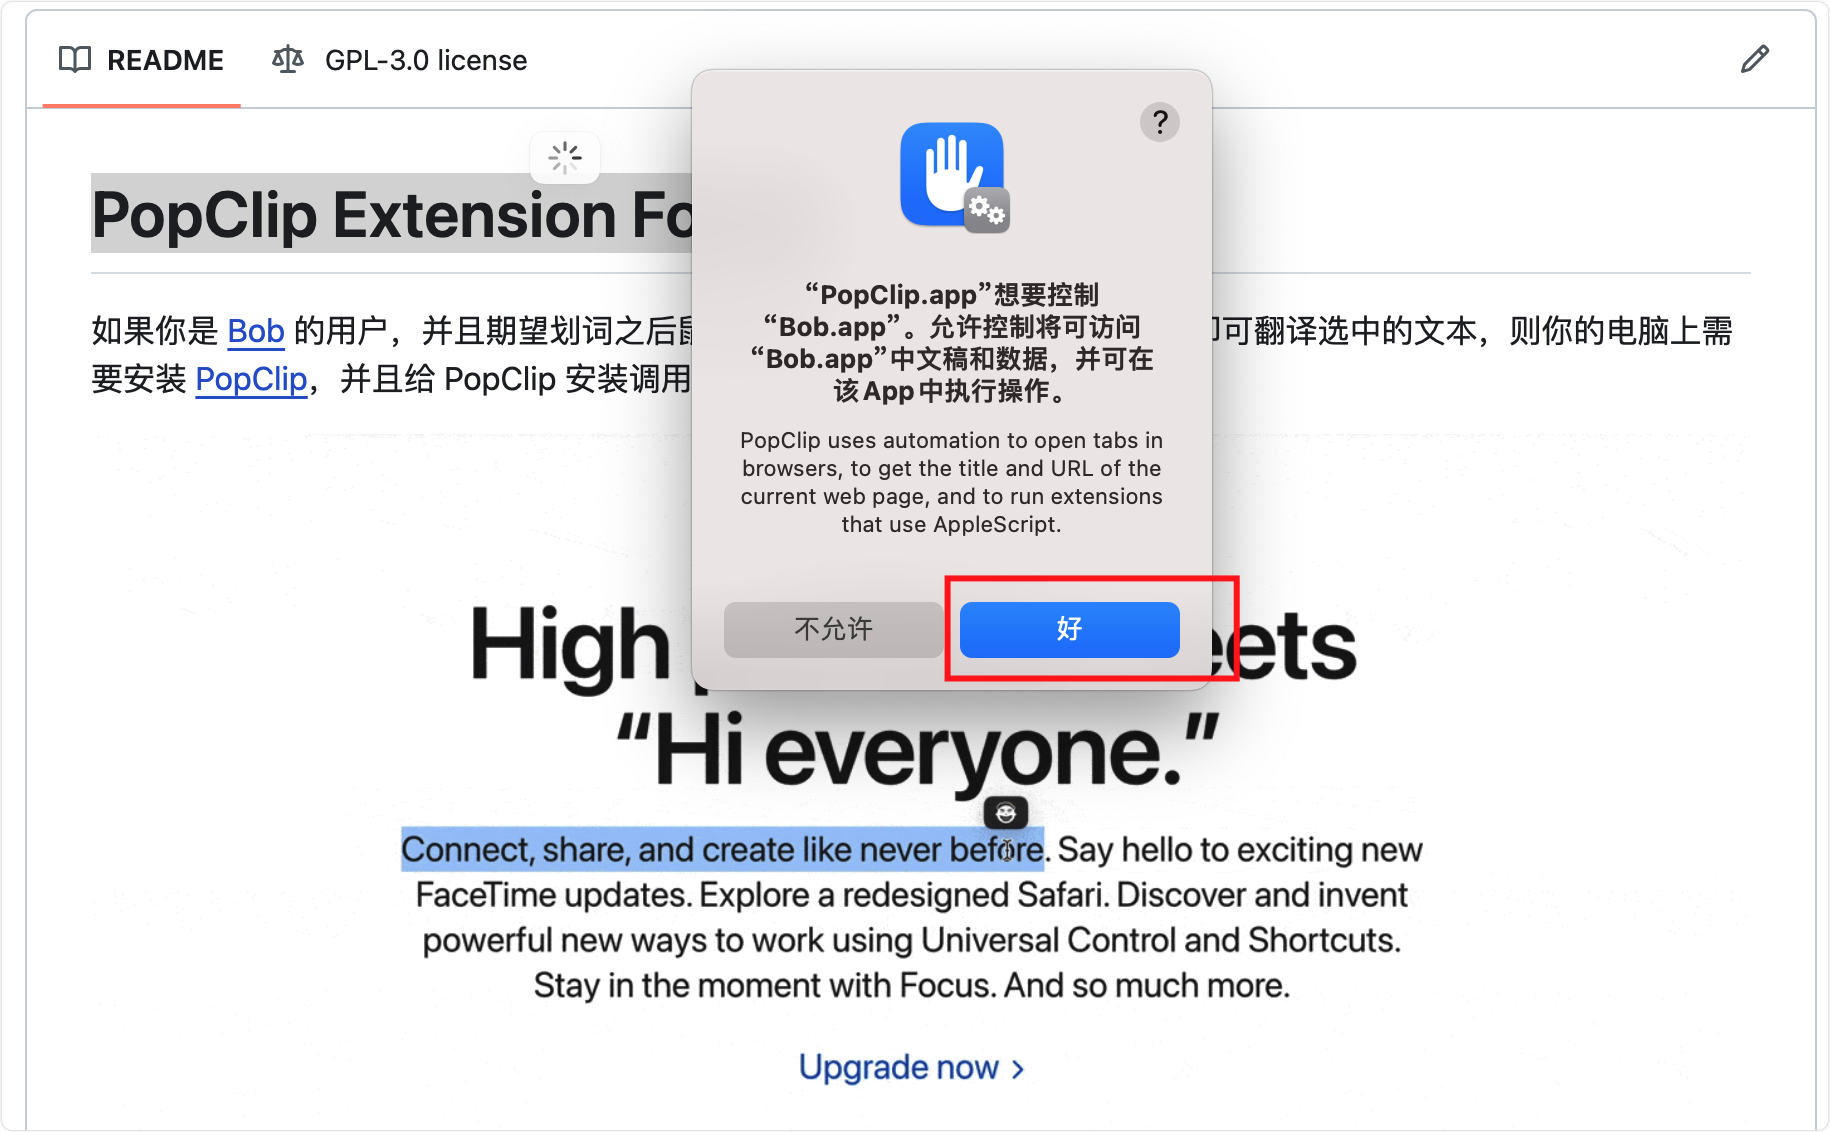 README
GPL-3.0 license
PopClip Extension Fo
如果你是 Bob 的用户，并且期望划词之后
可翻译选中的文本，则你的电脑上需
要安装 PopClip，并且给 PopClip 安装调用
?
“PopClip.app”想要控制
“Bob.app”。允许控制将可访问
“Bob.app”中文稿和数据，并可在
该App中执行操作。
PopClip uses automation to open tabs in
browsers, to get the title and URL of the
current web page, and to run extensions
that use AppleScript.
不允许
好
High
eets
“Hi everyone.”
Connect, share, and create like never before. Say hello to exciting new
FaceTime updates. Explore a redesigned Safari. Discover and invent
powerful new ways to work using Universal Control and Shortcuts.
Stay in the moment with Focus. And so much more.
Upgrade now >